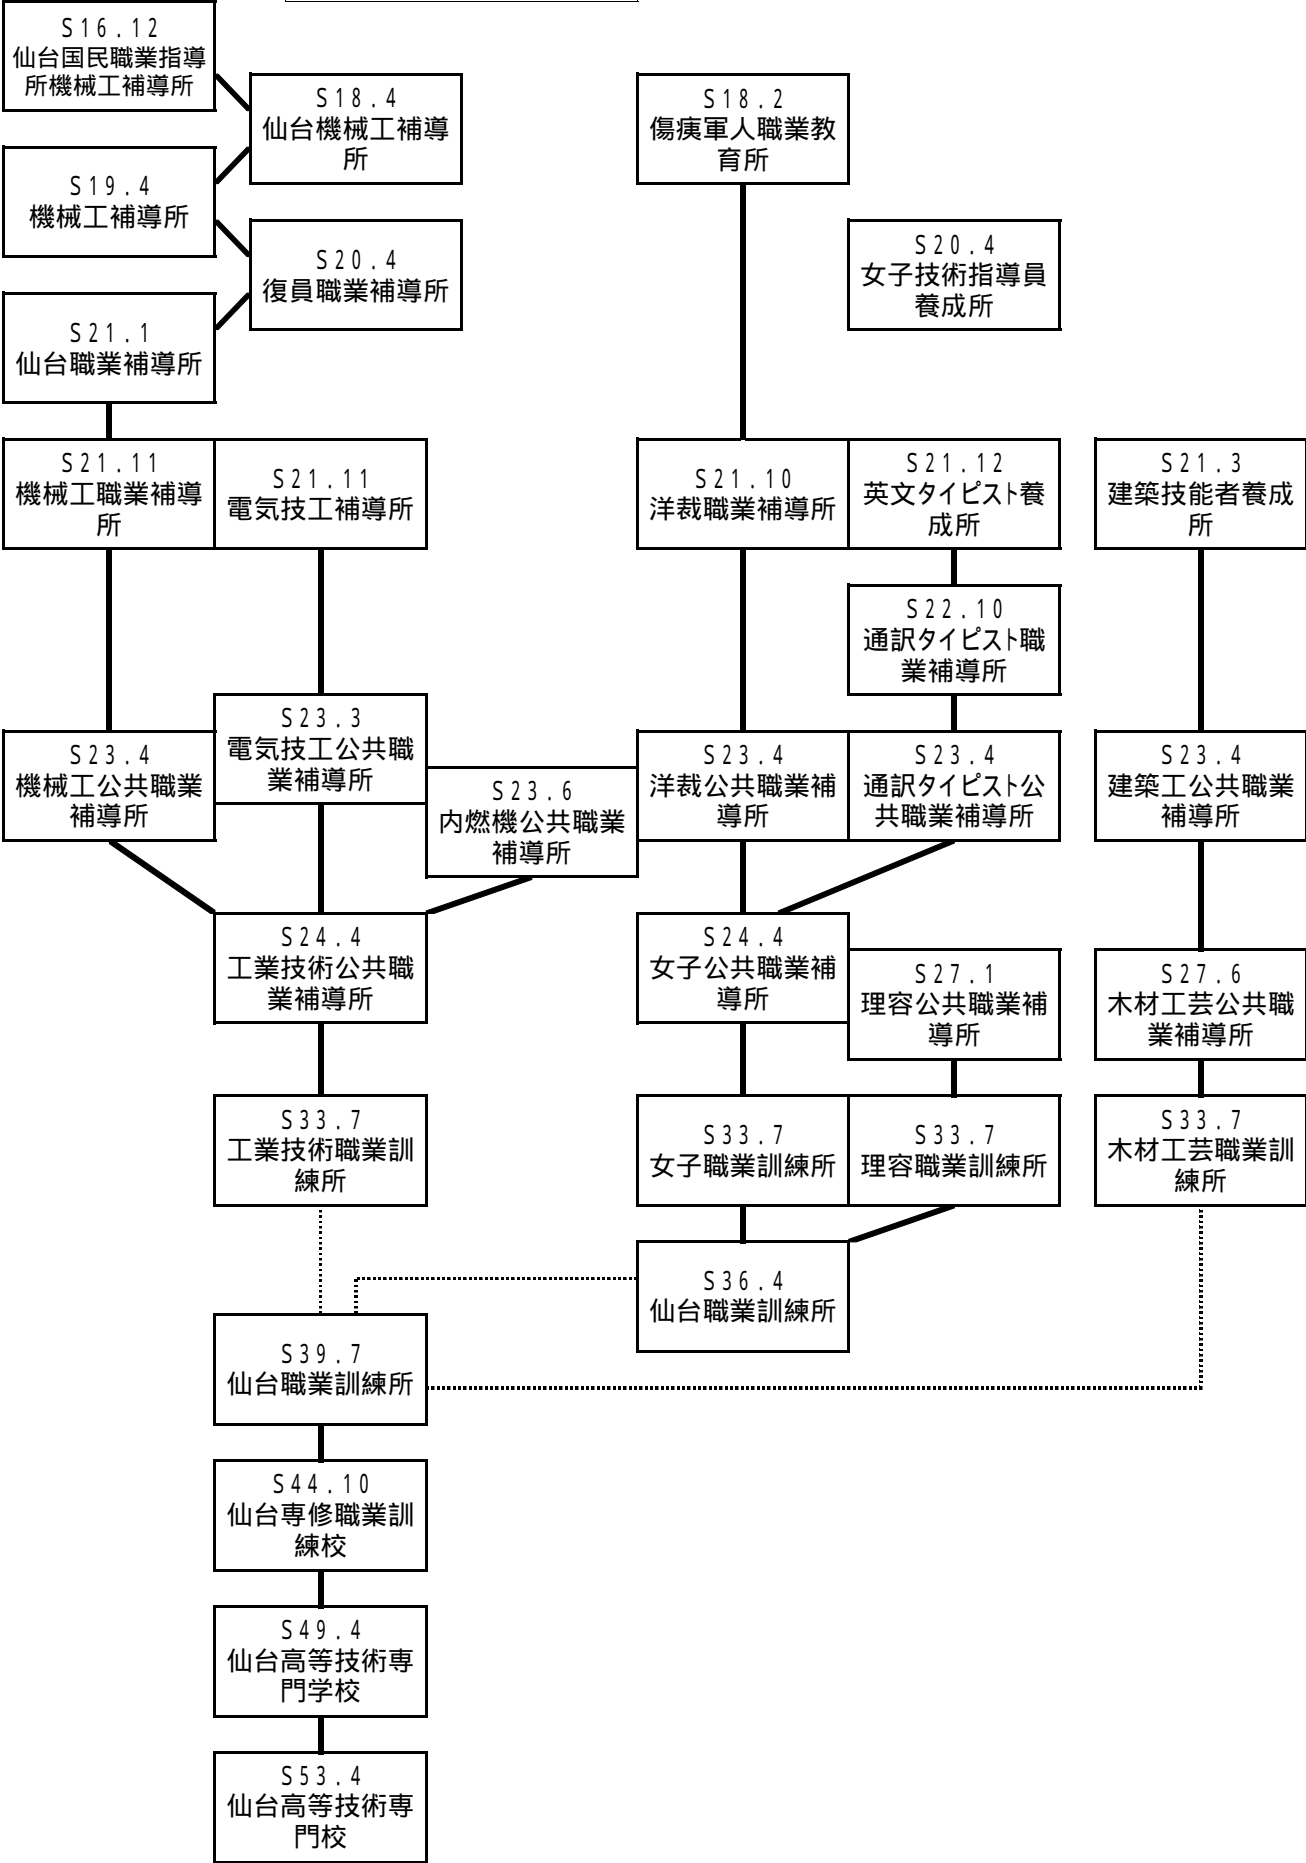 S16.12
仙台国民職業指導
所機械工補導所
S18.4
仙台機械工補導
所
S18.2
傷痍軍人職業教
育所
S19.4
機械工補導所
S20.4
復員職業補導所
S20.4
女子技術指導員
養成所
S21.1
仙台職業補導所
S21.11
機械工職業補導
所
S21.11
電気技工補導所
S21.10
洋裁職業補導所
S21.12
英文タイピスト養
成所
S21.3
建築技能者養成
所
S22.10
通訳タイピスト職
業補導所
S23.4
機械工公共職業
補導所
S23.3
電気技工公共職
業補導所
S23.6
内燃機公共職業
補導所
S23.4
洋裁公共職業補
導所
S23.4
通訳タイピスト公
共職業補導所
S23.4
建築工公共職業
補導所
S24.4
工業技術公共職
業補導所
S24.4
女子公共職業補
導所
S27.1
理容公共職業補
導所
S27.6
木材工芸公共職
業補導所
S33.7
工業技術職業訓
練所
S33.7
女子職業訓練所
S33.7
理容職業訓練所
S33.7
木材工芸職業訓
練所
S36.4
仙台職業訓練所
S39.7
仙台職業訓練所
S44.10
仙台専修職業訓
練校
S49.4
仙台高等技術専
門学校
S53.4
仙台高等技術専
門校